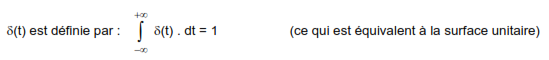 δ(t) est définie par : ∫_{-∞}^{+∞} δ(t) . dt = 1 (ce qui est équivalent à la surface unitaire)